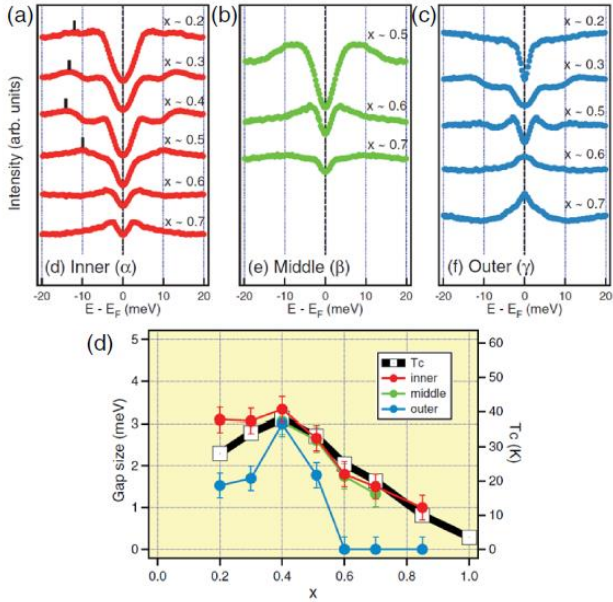 (a)
x ~ 0.2
x ~ 0.3
x ~ 0.4
x ~ 0.5
x ~ 0.6
x ~ 0.7
(d) Inner (α)
Intensity (arb. units)
-20 -10 0 10 20
E - EF (meV)
(b)
x ~ 0.5
x ~ 0.6
x ~ 0.7
(e) Middle (β)
-20 -10 0 10 20
E - EF (meV)
(c)
x ~ 0.2
x ~ 0.3
x ~ 0.5
x ~ 0.6
x ~ 0.7
(f) Outer (γ)
-20 -10 0 10 20
E - EF (meV)
(d)
5
4
3
2
1
0
Gap size (meV)
Tc
inner
middle
outer
60
50
40
30
20
10
0
Tc (K)
0.0 0.2 0.4 0.6 0.8 1.0
x